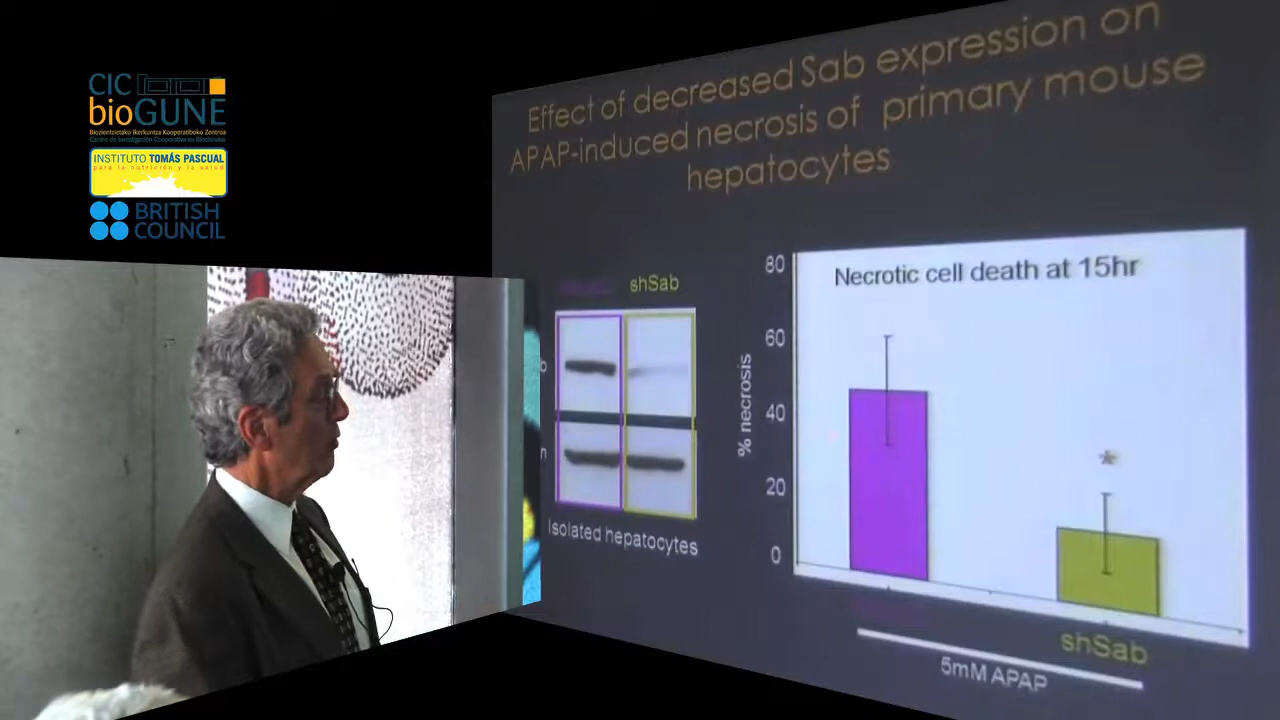 CIC
bioGUNE
Biozientzietako Ikerkuntza Kooperatiboko Zentroa
Centro de Investigación Cooperativa en Biociencias
INSTITUTO TOMÁS PASCUAL
para la nutrición y la salud
BRITISH
COUNCIL
Effect of decreased Sab expression on
APAP-induced necrosis of primary mouse
hepatocytes
shSab
b
n
Isolated hepatocytes
Necrotic cell death at 15hr
% necrosis
80
60
40
20
0
*
shSab
5mM APAP